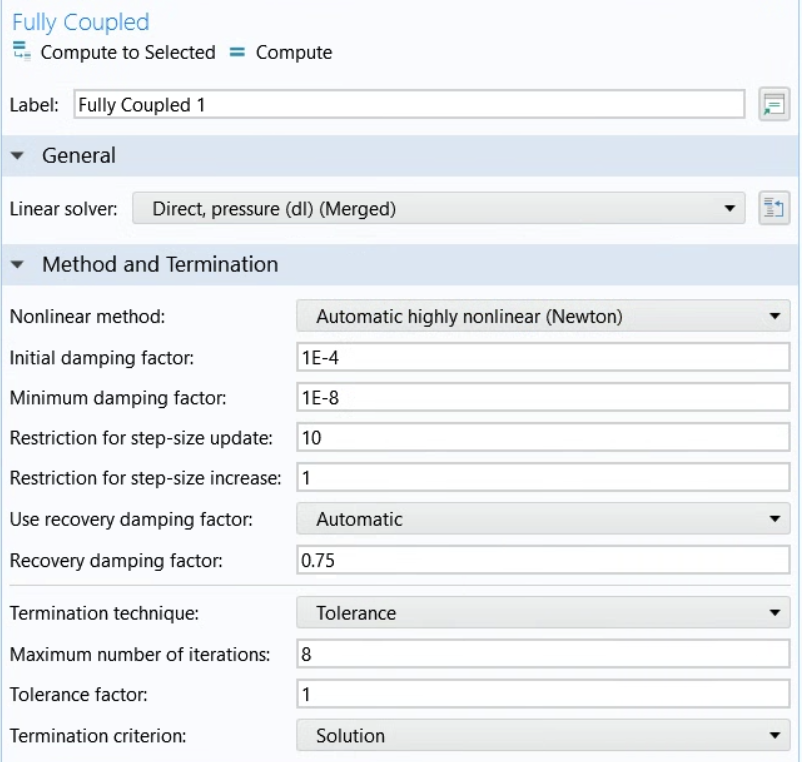 Fully Coupled
Compute to Selected = Compute
Label: Fully Coupled 1
General
Linear solver: Direct, pressure (dl) (Merged)
Method and Termination
Nonlinear method: Automatic highly nonlinear (Newton)
Initial damping factor: 1E-4
Minimum damping factor: 1E-8
Restriction for step-size update: 10
Restriction for step-size increase: 1
Use recovery damping factor: Automatic
Recovery damping factor: 0.75
Termination technique: Tolerance
Maximum number of iterations: 8
Tolerance factor: 1
Termination criterion: Solution